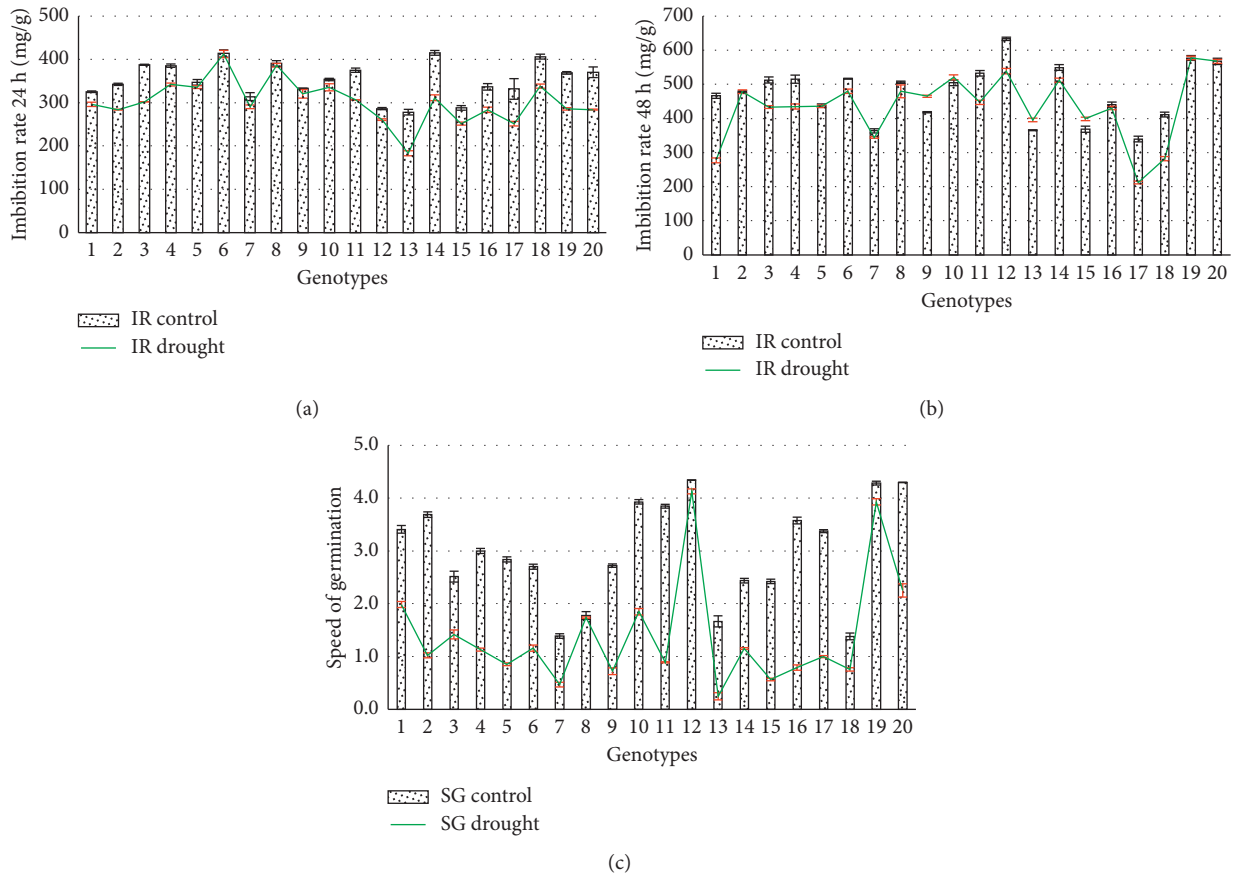 Imbibition rate 24 h (mg/g)
500
400
300
200
100
0
1 2 3 4 5 6 7 8 9 10 11 12 13 14 15 16 17 18 19 20
Genotypes
IR control
IR drought
(a)
Imbibition rate 48 h (mg/g)
700
600
500
400
300
200
100
0
1 2 3 4 5 6 7 8 9 10 11 12 13 14 15 16 17 18 19 20
Genotypes
IR control
IR drought
(b)
Speed of germination
5.0
4.0
3.0
2.0
1.0
0.0
1 2 3 4 5 6 7 8 9 10 11 12 13 14 15 16 17 18 19 20
Genotypes
SG control
SG drought
(c)